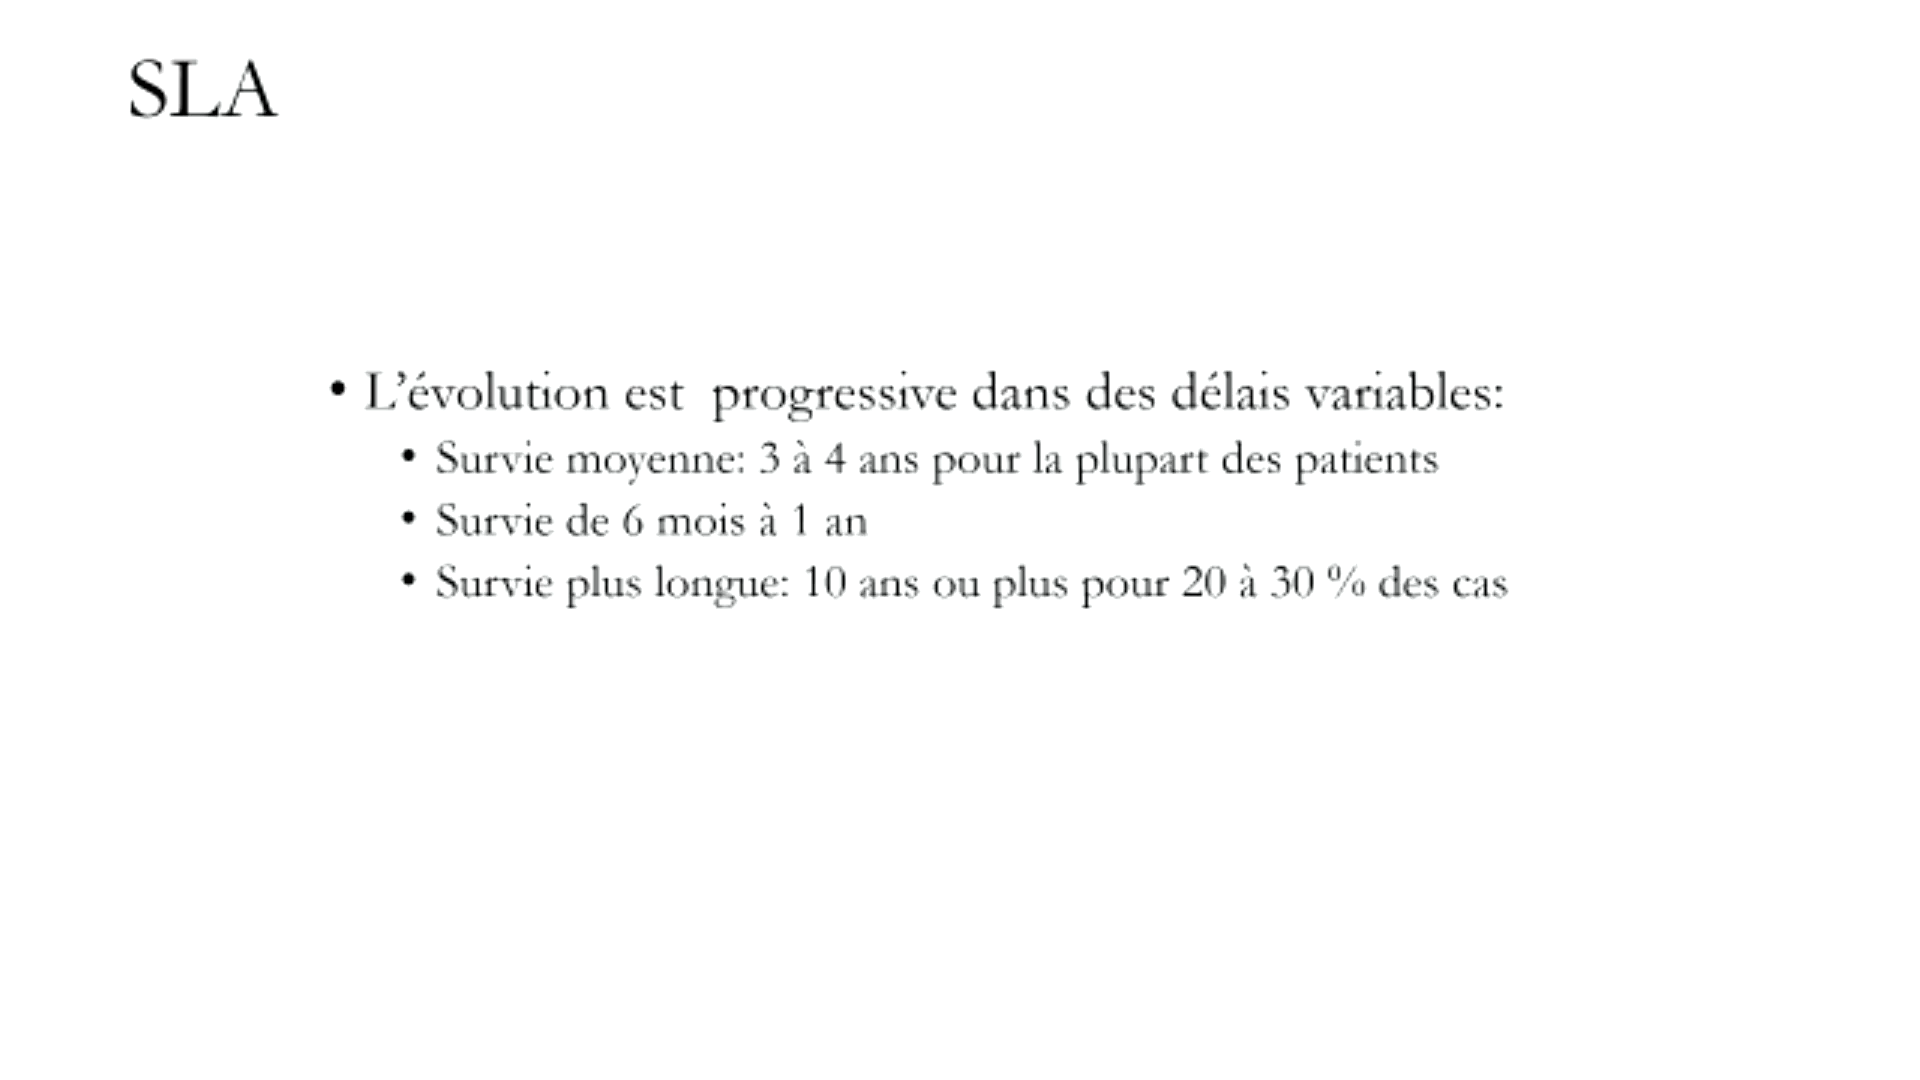 SLA
• L’évolution est  progressive dans des délais variables:
• Survie moyenne: 3 à 4 ans pour la plupart des patients
• Survie de 6 mois à 1 an
• Survie plus longue: 10 ans ou plus pour 20 à 30 % des cas